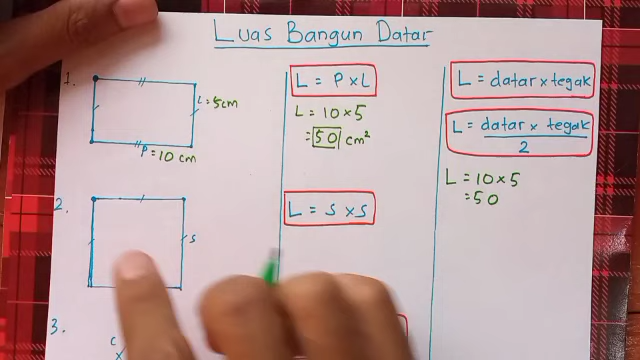 Luas Bangun Datar
1.
L = 5cm
P = 10 cm
L = P x L
L = 10 x 5
= 50 cm²
L = datar x tegak
L = datar x tegak
2
L = 10 x 5
= 50
2.
s
L = s x s
3.
c